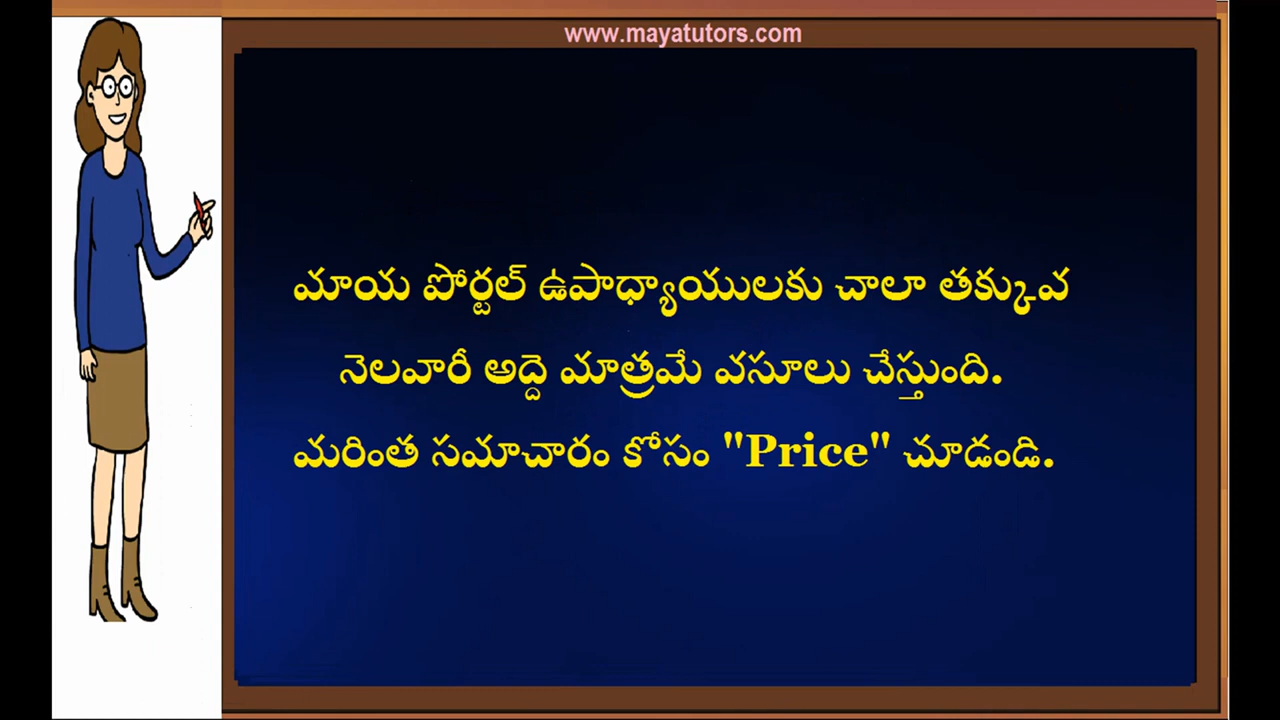 www.mayatutors.com
మాయ పోర్టల్ ఉపాధ్యాయులకు చాలా తక్కువ
నెలవారీ అద్దె మాత్రమే వసూలు చేస్తుంది.
మరింత సమాచారం కోసం "Price" చూడండి.